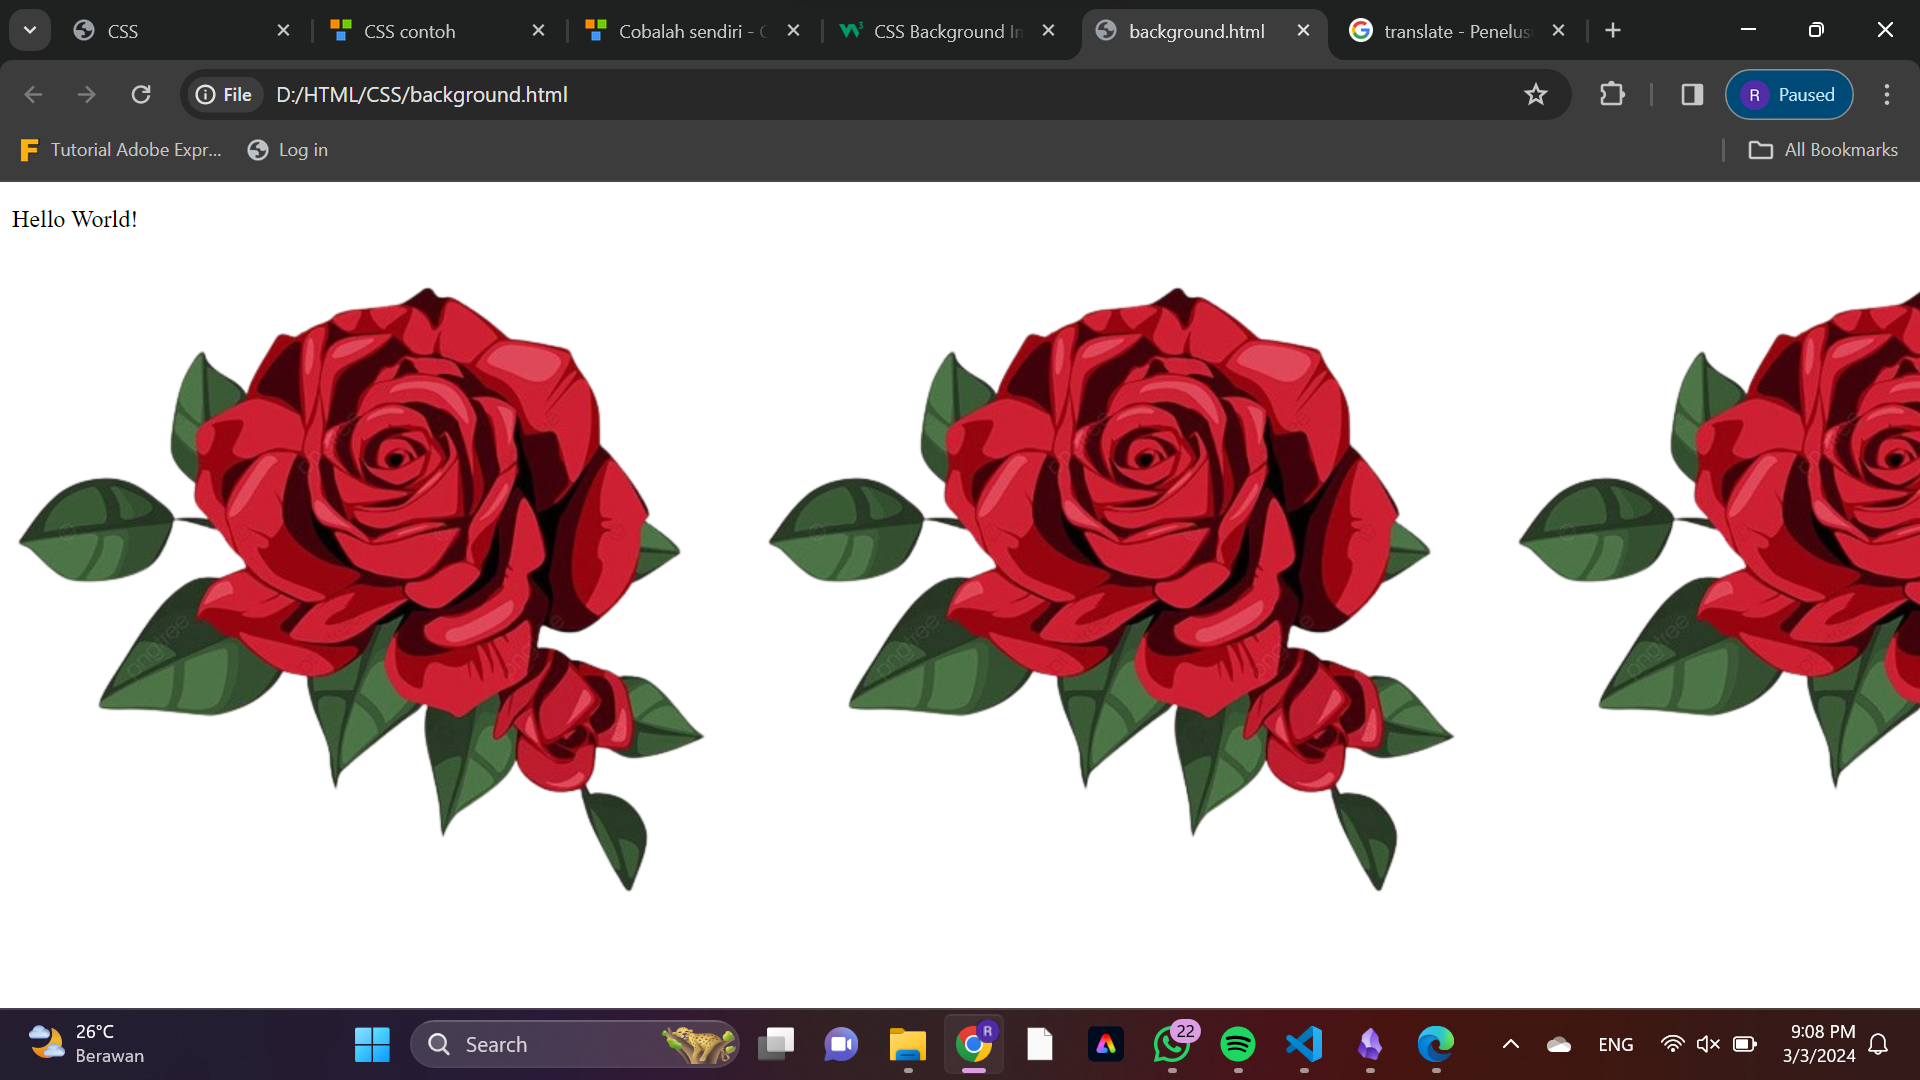 CSS
CSS contoh
Cobalah sendiri - C
CSS Background In
background.html
translate - Penelus
File
D:/HTML/CSS/background.html
R
Paused
Tutorial Adobe Expr...
Log in
All Bookmarks
Hello World!
26°C
Berawan
Search
R
22
ENG
9:08 PM
3/3/2024